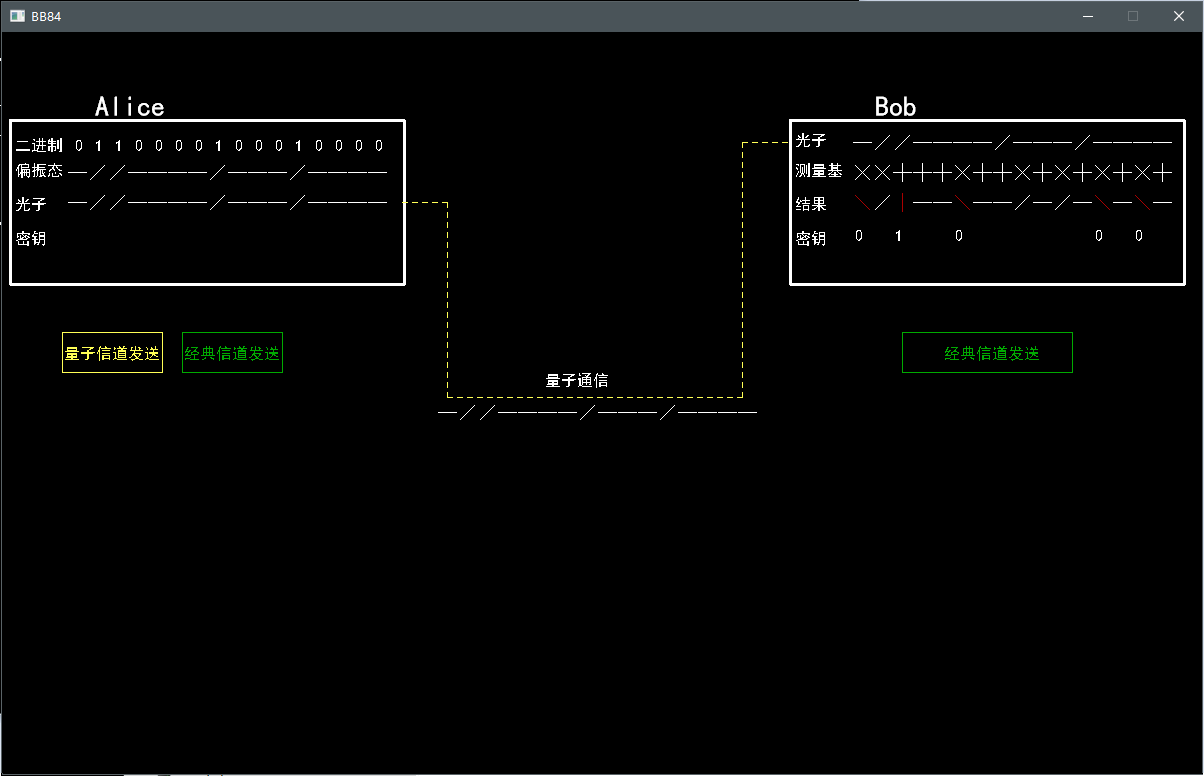 BB84
Alice
二进制 0 1 1 0 0 0 0 1 0 0 0 1 0 0 0 0
偏振态 —//————/———/————
光子 —//————/———/————
密钥
量子信道发送
经典信道发送
量子通信
—//————/———/————
Bob
光子 —//————/———/————
测量基 ××+++×++×+×+×+×+
结果 \/|——\——/—/—\—\—
密钥 0 1 0 0 0
经典信道发送